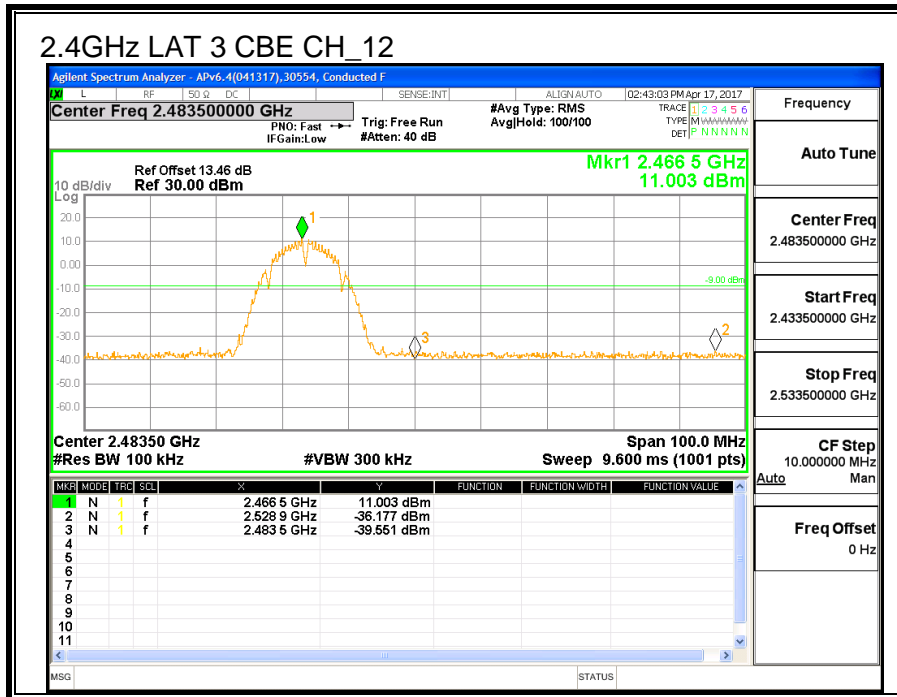 2.4GHz LAT 3 CBE CH_12
Agilent Spectrum Analyzer - APv6.4(041317),30554, Conducted F
LXI L RF 50 Ω DC SENSE:INT ALIGN AUTO 02:43:03 PM Apr 17, 2017
Center Freq 2.483500000 GHz
PNO: Fast
IFGain:Low
Trig: Free Run
#Atten: 40 dB
#Avg Type: RMS
Avg|Hold: 100/100
TRACE 1 2 3 4 5 6
TYPE M WWWWW
DET P N N N N N
Mkr1 2.466 5 GHz
11.003 dBm
Ref Offset 13.46 dB
Ref 30.00 dBm
10 dB/div
Log
20.0
10.0
0.00
-10.0
-20.0
-30.0
-40.0
-50.0
-60.0
1
-9.00 dBm
2
3
Center 2.48350 GHz Span 100.0 MHz
#Res BW 100 kHz #VBW 300 kHz Sweep 9.600 ms (1001 pts)
MKR MODE TRC SCL X Y FUNCTION FUNCTION WIDTH FUNCTION VALUE
1 N 1 f 2.466 5 GHz 11.003 dBm
2 N 1 f 2.528 9 GHz -36.177 dBm
3 N 1 f 2.483 5 GHz -39.551 dBm
4
5
6
7
8
9
10
11
MSG STATUS
Frequency
Auto Tune
Center Freq
2.483500000 GHz
Start Freq
2.433500000 GHz
Stop Freq
2.533500000 GHz
CF Step
10.000000 MHz
Auto Man
Freq Offset
0 Hz